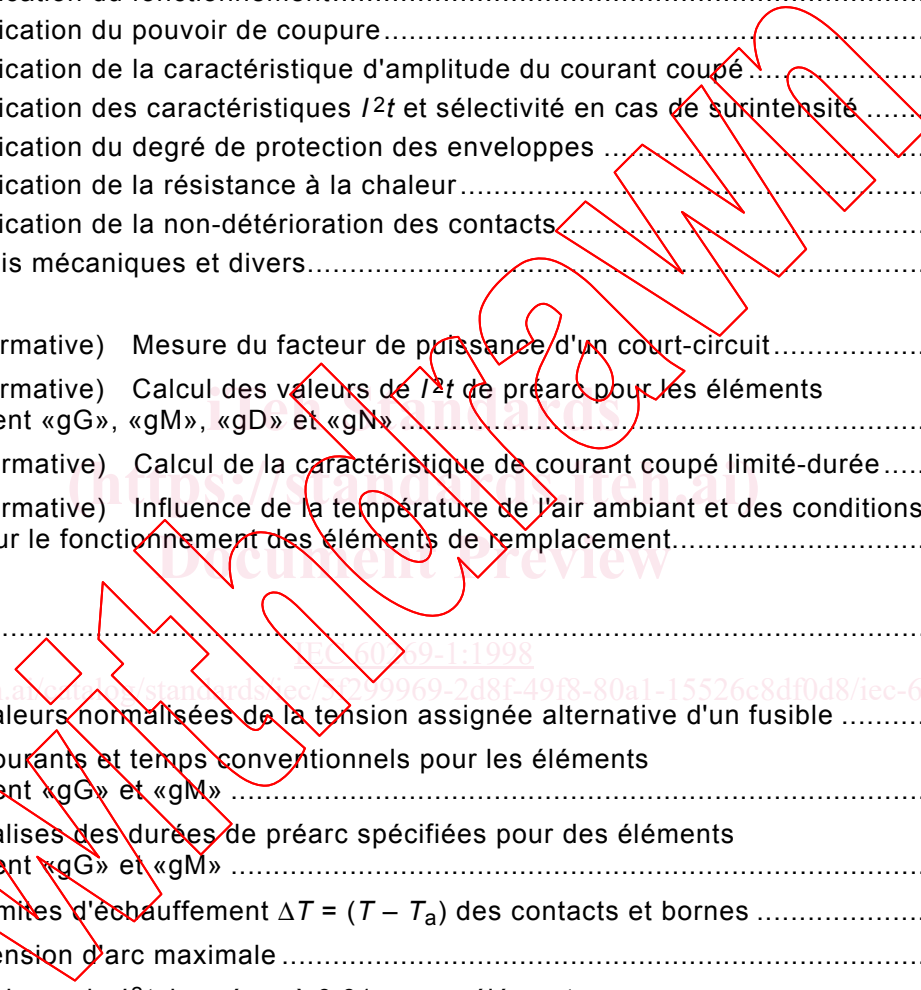 ication du fonctionnement
ication du pouvoir de coupure
ication de la caractéristique d'amplitude du courant coupé
ication des caractéristiques I²t et sélectivité en cas de surintensité
ication du degré de protection des enveloppes
ication de la résistance à la chaleur
ication de la non-détérioration des contacts
is mécaniques et divers
rmative) Mesure du facteur de puissance d'un court-circuit
rmative) Calcul des valeurs de I²t de préarc pour les éléments
ent «gG», «gM», «gD» et «gN»
iTeh Standards
rmative) Calcul de la caractéristique de courant coupé limité-durée
(https://standards.iteh.ai)
rmative) Influence de la température de l'air ambiant et des conditions
ur le fonctionnement des éléments de remplacement
Document Preview
IEC 60269-1:1998
aleurs normalisées de la tension assignée alternative d'un fusible
ourants et temps conventionnels pour les éléments
ent «gG» et «gM»
alises des durées de préarc spécifiées pour des éléments
ent «gG» et «gM»
mites d'échauffement ΔT = (T – Ta) des contacts et bornes
ension d'arc maximale
withdrawn